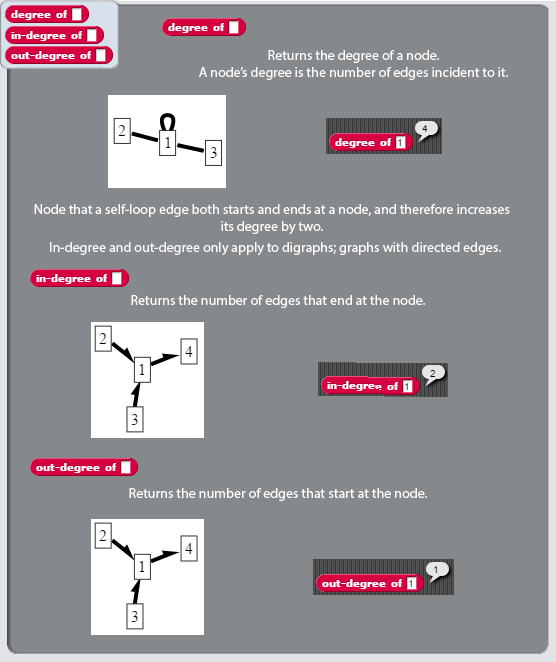 degree of
in-degree of
out-degree of
degree of
Returns the degree of a node.
A node's degree is the number of edges incident to it.
2
1
3
degree of 1
4
Node that a self-loop edge both starts and ends at a node, and therefore increases
its degree by two.
In-degree and out-degree only apply to digraphs; graphs with directed edges.
in-degree of
Returns the number of edges that end at the node.
2
4
1
3
in-degree of 1
2
out-degree of
Returns the number of edges that start at the node.
2
4
1
3
out-degree of 1
1